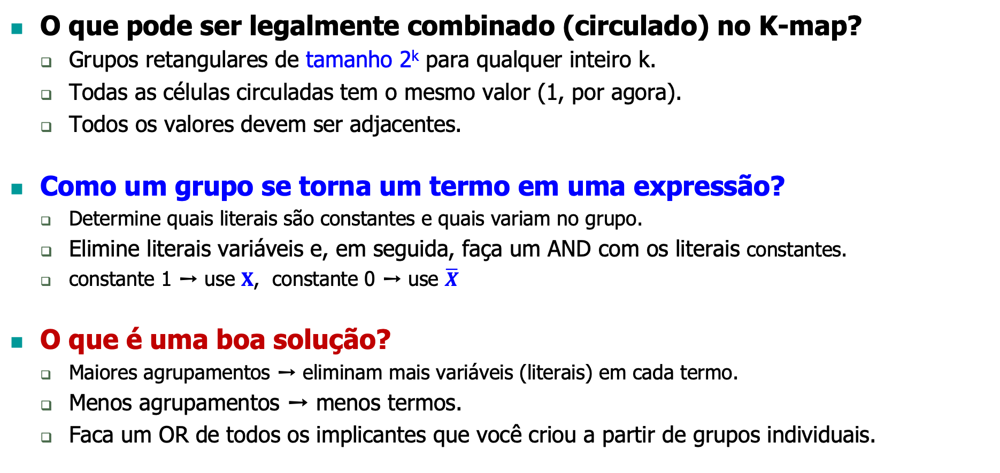 O que pode ser legalmente combinado (circulado) no K-map?
Grupos retangulares de tamanho 2ᵏ para qualquer inteiro k.
Todas as células circuladas tem o mesmo valor (1, por agora).
Todos os valores devem ser adjacentes.
Como um grupo se torna um termo em uma expressão?
Determine quais literais são constantes e quais variam no grupo.
Elimine literais variáveis e, em seguida, faça um AND com os literais constantes.
constante 1 → use X, constante 0 → use X̅
O que é uma boa solução?
Maiores agrupamentos → eliminam mais variáveis (literais) em cada termo.
Menos agrupamentos → menos termos.
Faca um OR de todos os implicantes que você criou a partir de grupos individuais.